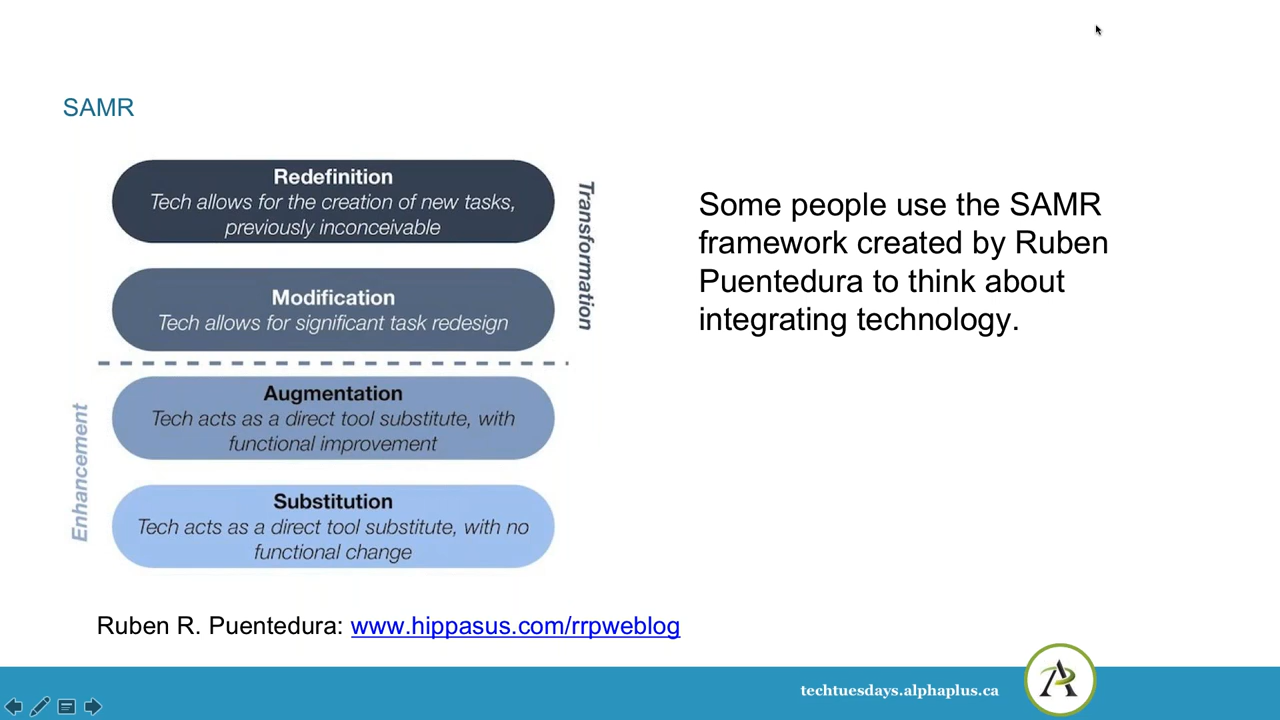 SAMR
Redefinition
Tech allows for the creation of new tasks,
previously inconceivable
Modification
Tech allows for significant task redesign
Transformation
Augmentation
Tech acts as a direct tool substitute, with
functional improvement
Substitution
Tech acts as a direct tool substitute, with no
functional change
Enhancement
Some people use the SAMR
framework created by Ruben
Puentedura to think about
integrating technology.
Ruben R. Puentedura: www.hippasus.com/rrpweblog
techtuesdays.alphaplus.ca